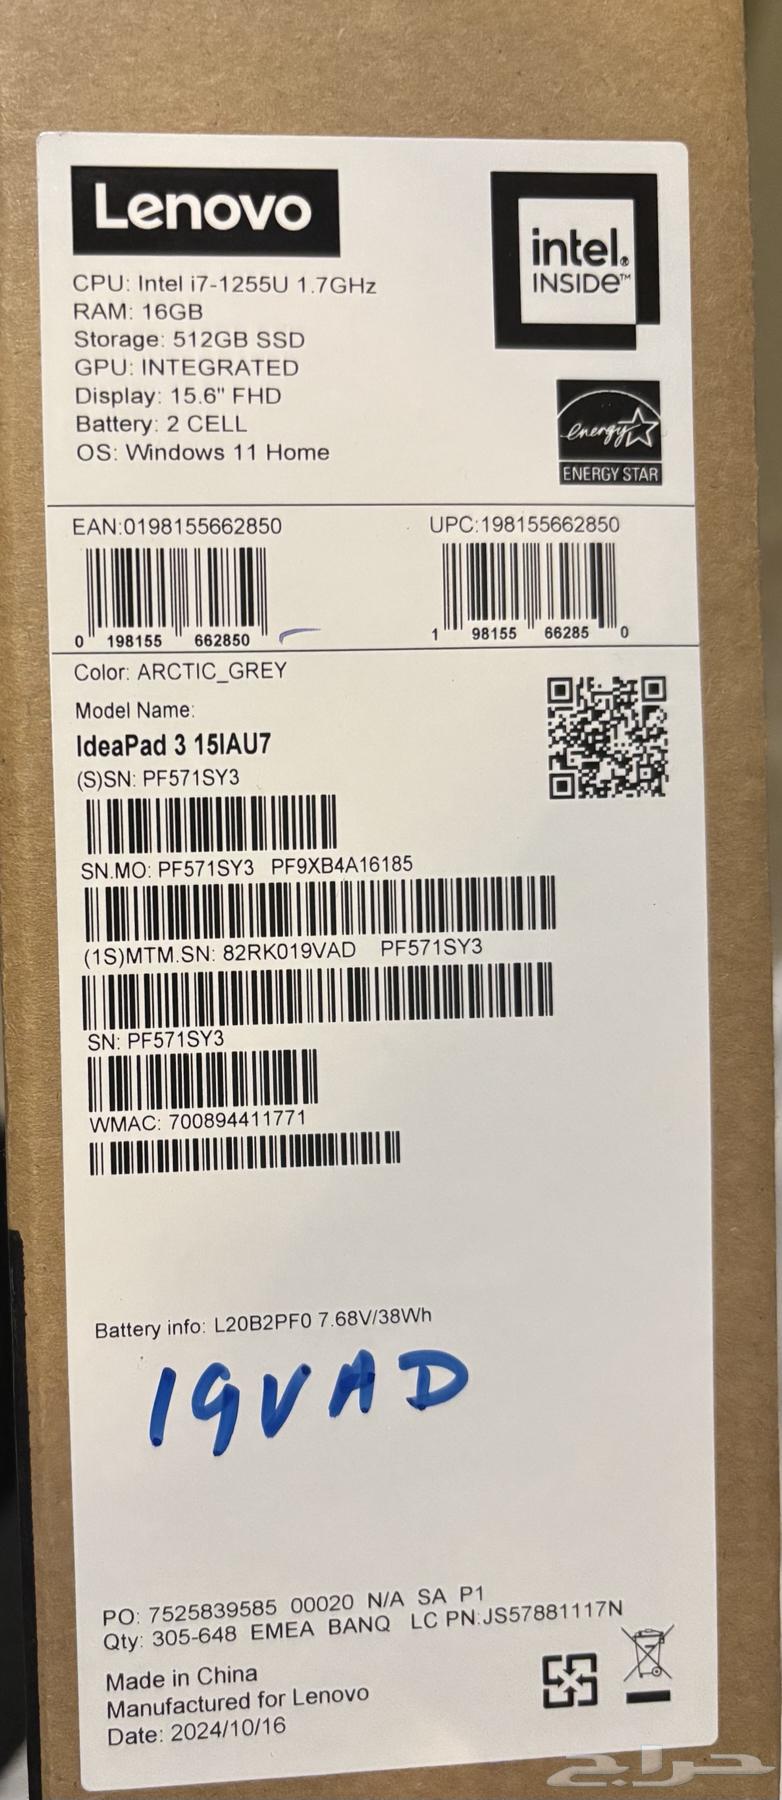 Lenovo
intel.
INSIDE™
CPU: Intel i7-1255U 1.7GHz
RAM: 16GB
Storage: 512GB SSD
GPU: INTEGRATED
Display: 15.6" FHD
Battery: 2 CELL
OS: Windows 11 Home
energy
ENERGY STAR
EAN:0198155662850
UPC:198155662850
0 198155 662850
1 98155 66285 0
Color: ARCTIC_GREY
Model Name:
IdeaPad 3 15IAU7
(S)SN: PF571SY3
SN.MO: PF571SY3 PF9XB4A16185
(1S)MTM.SN: 82RK019VAD PF571SY3
SN: PF571SY3
WMAC: 700894411771
Battery info: L20B2PF0 7.68V/38Wh
19VAD
PO: 7525839585 00020 N/A SA P1
Qty: 305-648 EMEA BANQ LC PN:JS57881117N
Made in China
Manufactured for Lenovo
Date: 2024/10/16
حراج